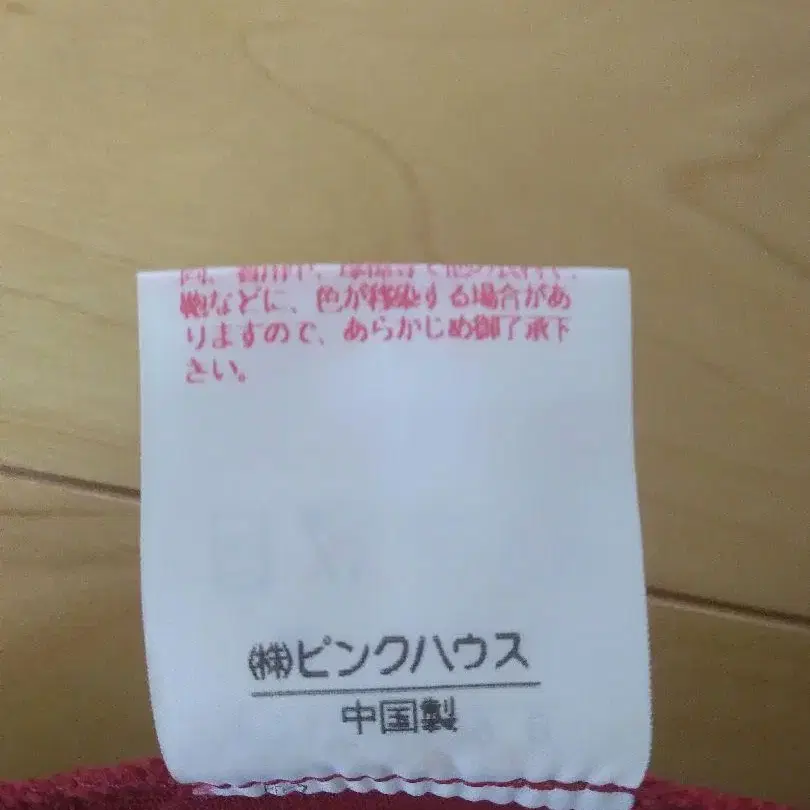 鞄などに、色が移染する場合があ
りますので、あらかじめ御了承下
さい。
㈱ピンクハウス
中国製